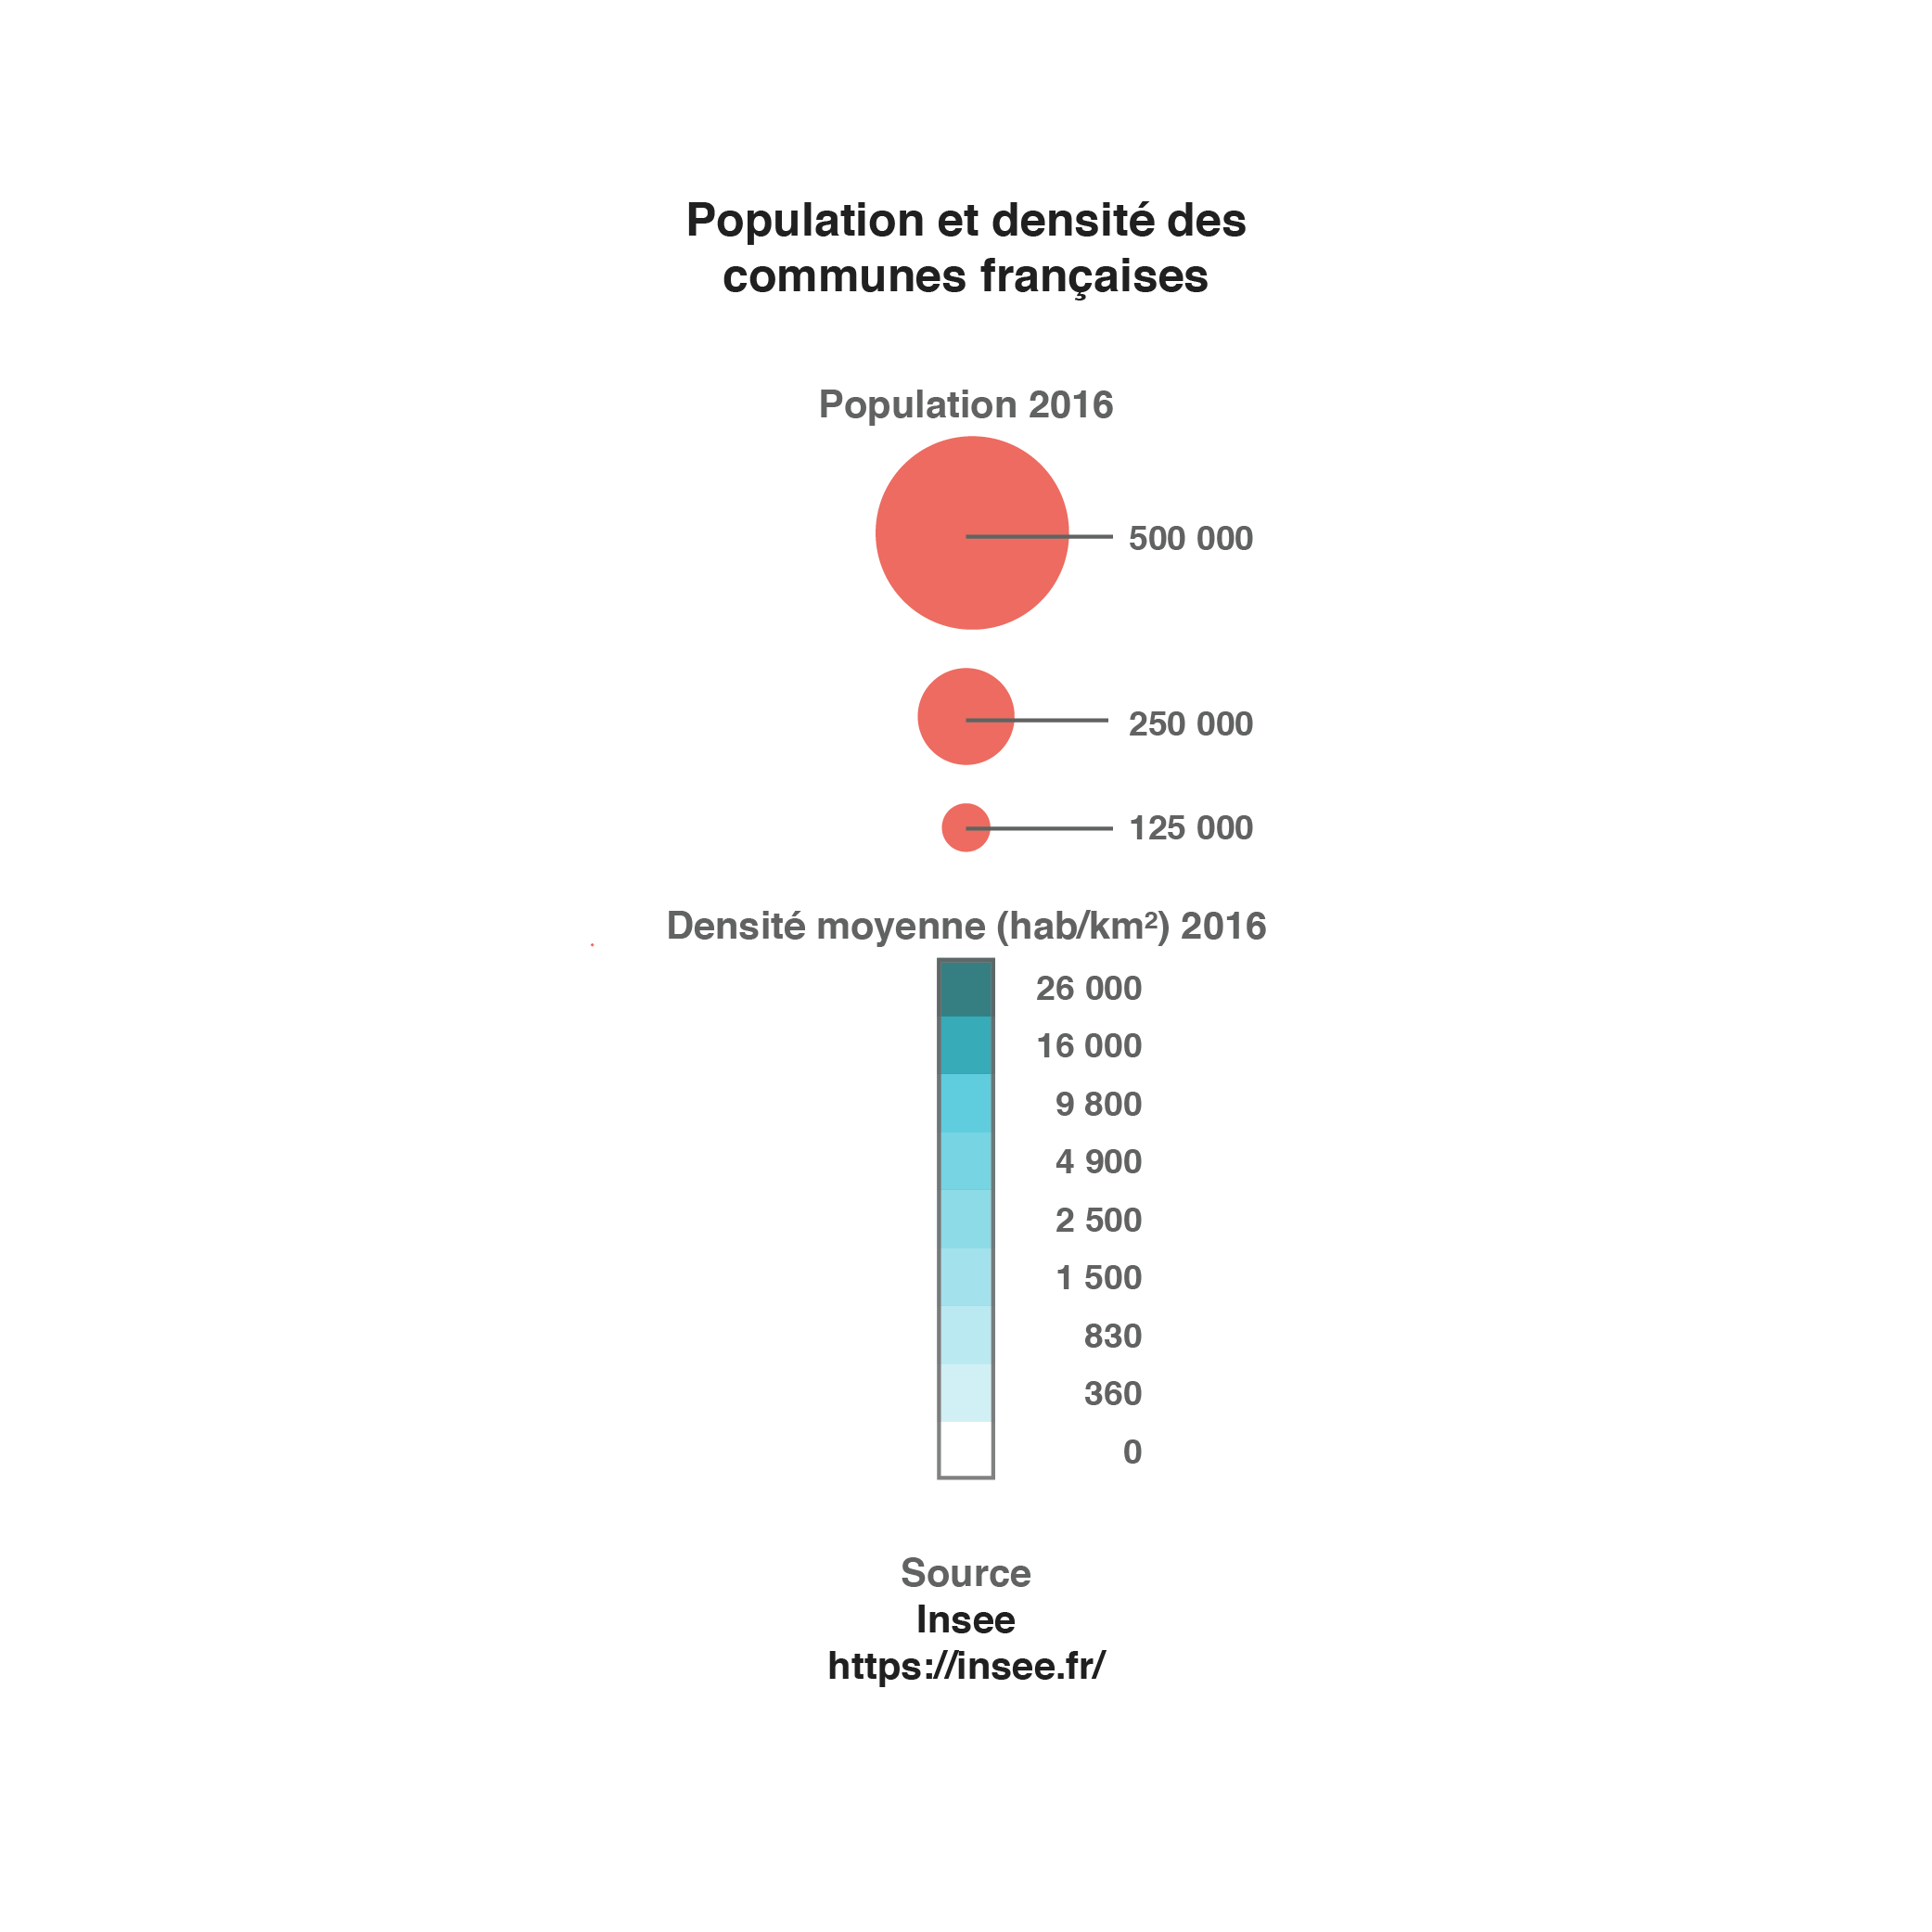 Population et densité des
communes françaises
Population 2016
500 000
250 000
125 000
Densité moyenne (hab/km²) 2016
26 000
16 000
9 800
4 900
2 500
1 500
830
360
0
Source
Insee
https://insee.fr/